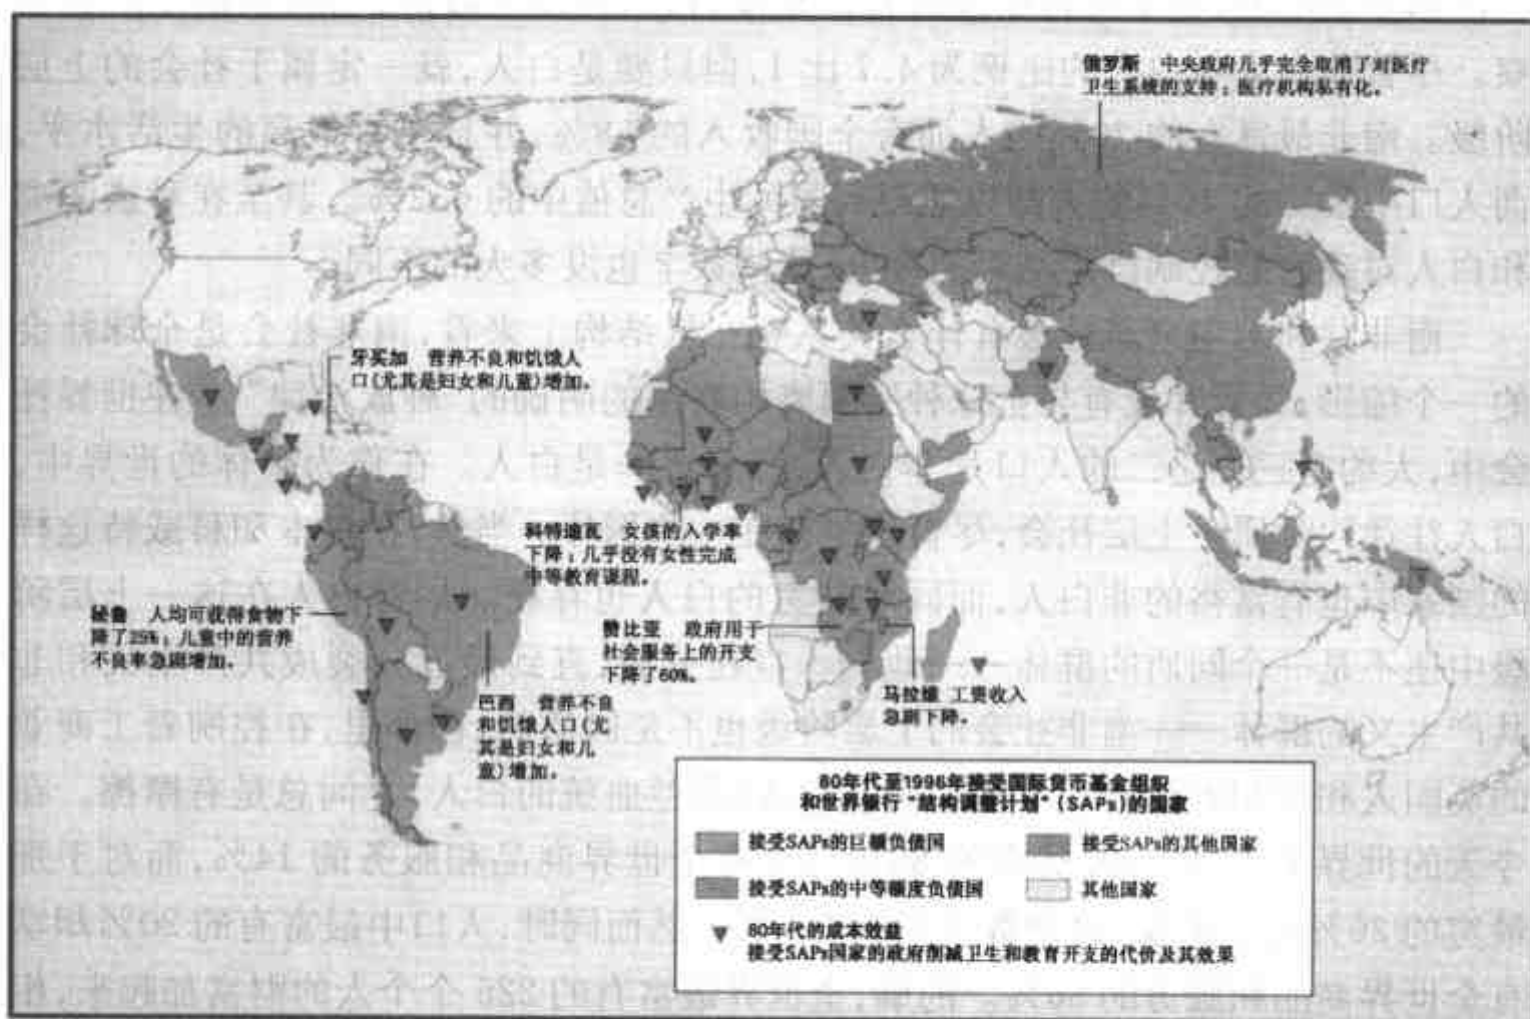 俄罗斯 中央政府几乎完全取消了对医疗
卫生系统的支持；医疗机构私有化。
牙买加 营养不良和饥饿人
口(尤其是妇女和儿童)增加。
科特迪瓦 女孩的入学率
下降；几乎没有女性完成
中等教育课程。
秘鲁 人均可获得食物下
降了25%；儿童中的营养
不良率急剧增加。
赞比亚 政府用于
社会服务上的开支
下降了60%。
马拉维 工资收入
急剧下降。
巴西 营养不良
和饥饿人口(尤
其是妇女和儿
童)增加。
80年代至1996年接受国际货币基金组织
和世界银行“结构调整计划”(SAPs)的国家
接受SAPs的巨额负债国
接受SAPs的其他国家
接受SAPs的中等额度负债国
其他国家
80年代的成本效益
接受SAPs国家的政府削减卫生和教育开支的代价及其效果